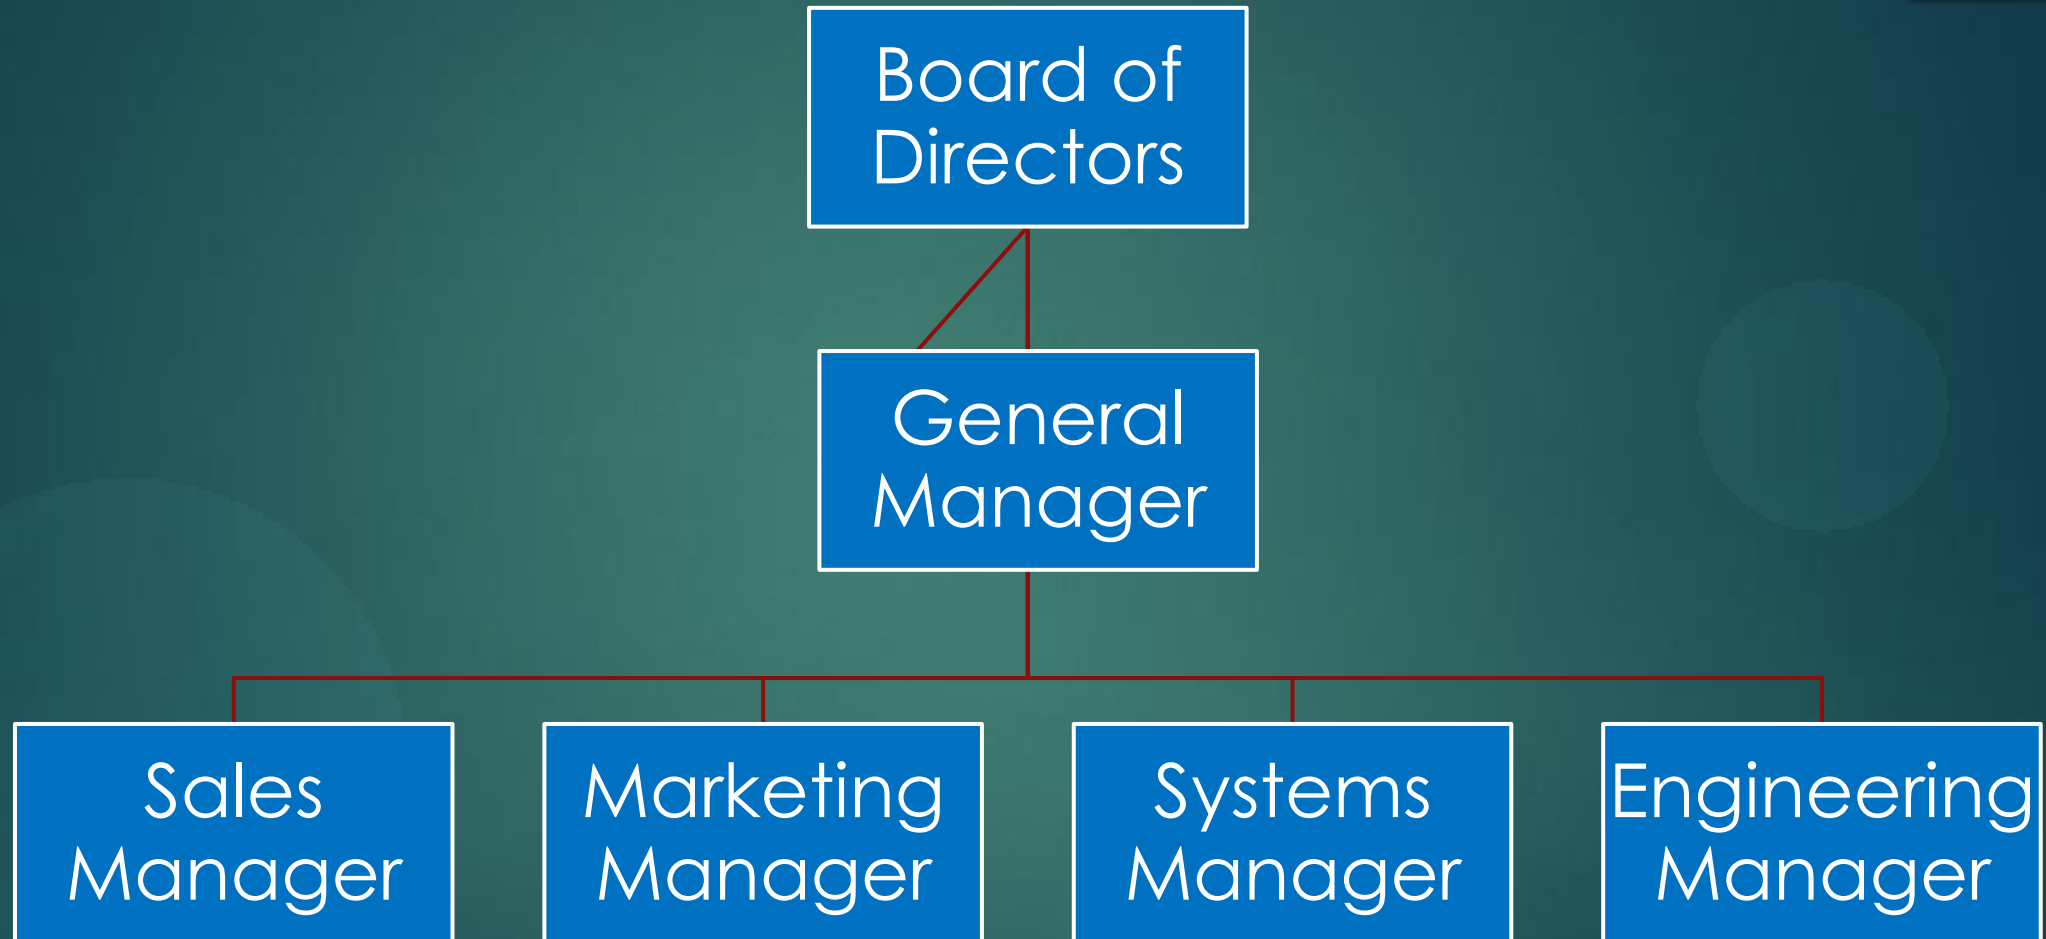 Board of
Directors
General
Manager
Sales
Manager
Marketing
Manager
Systems
Manager
Engineering
Manager